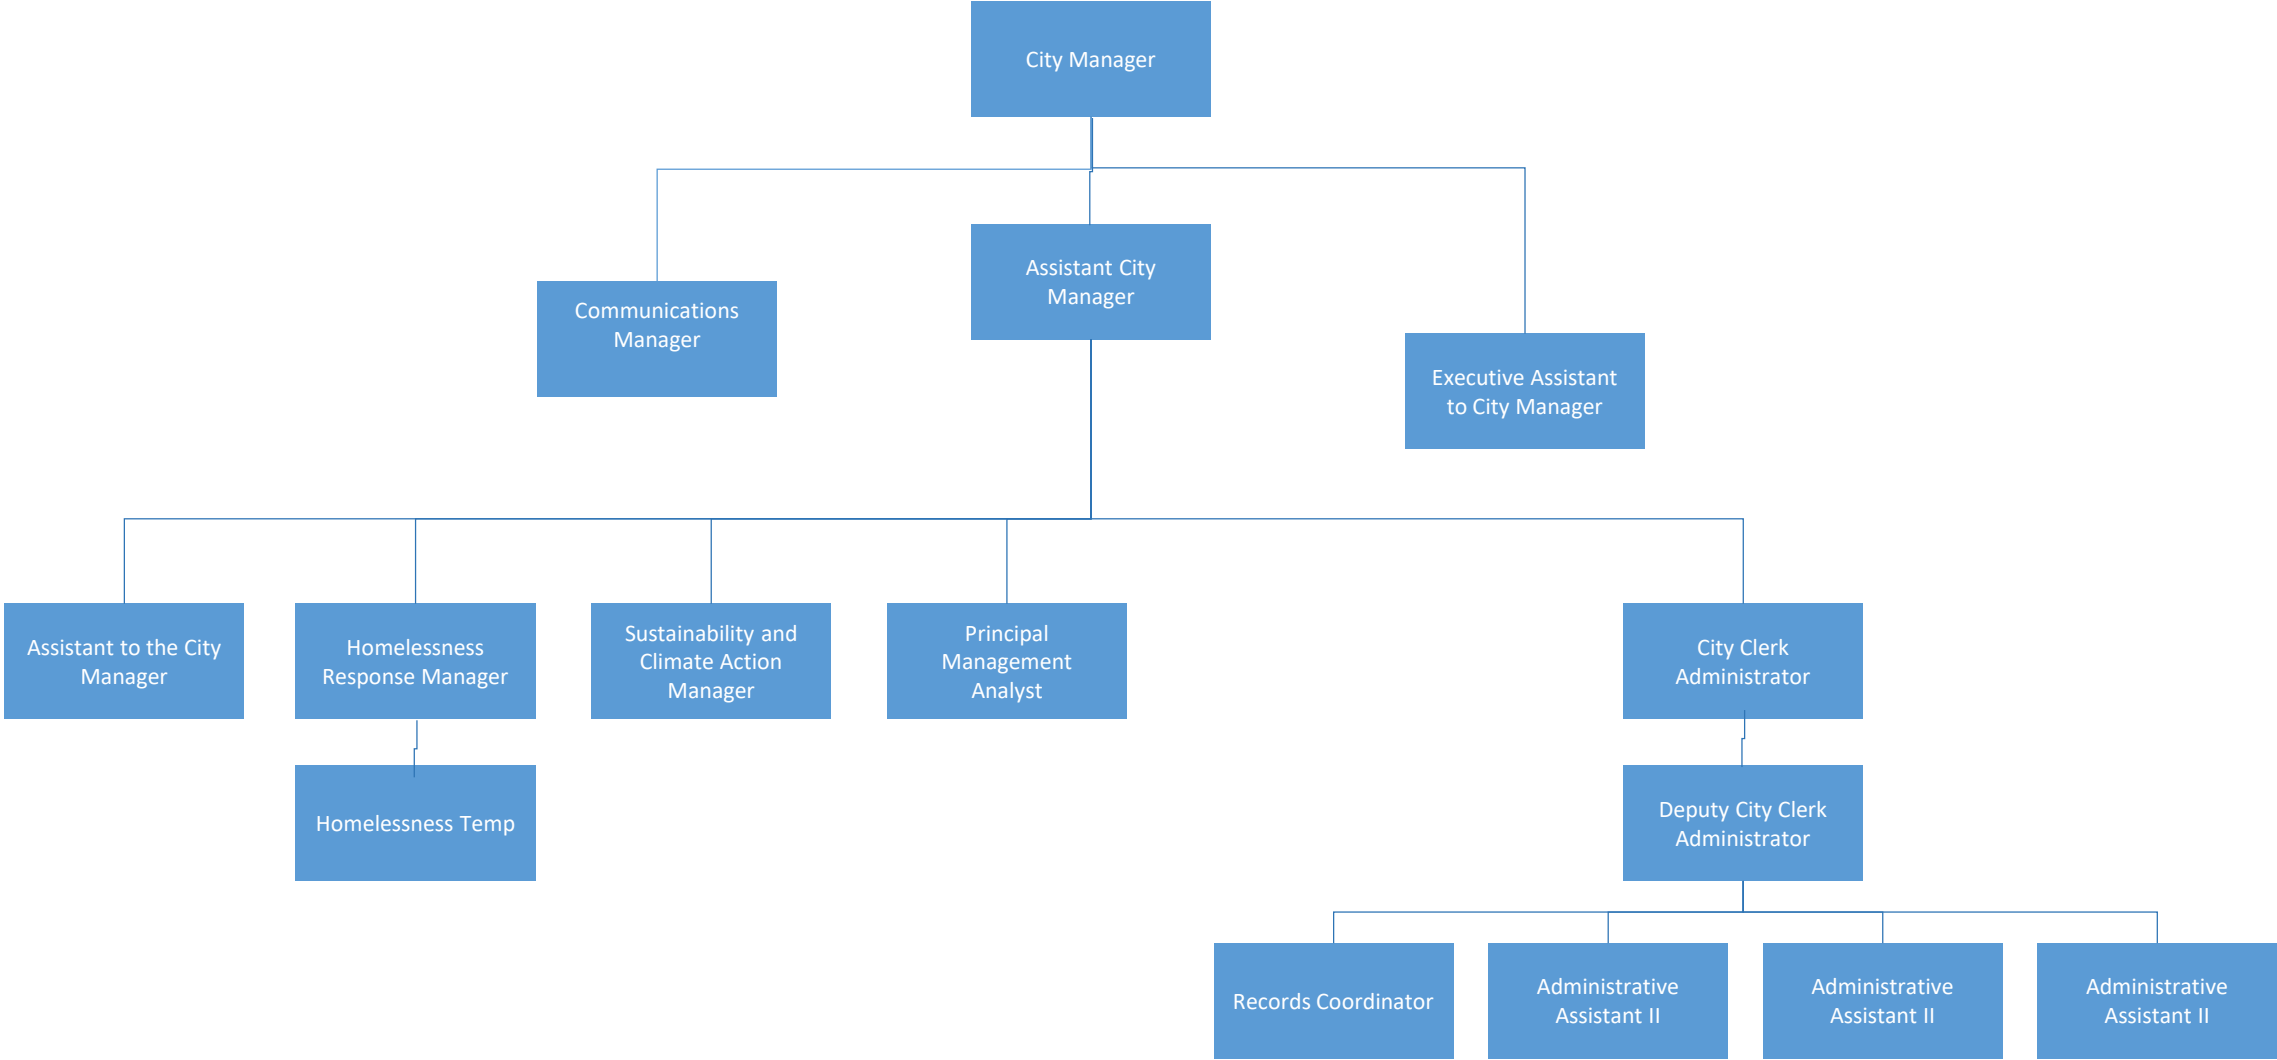 City Manager
Assistant City
Manager
Communications
Manager
Executive Assistant
to City Manager
Assistant to the City
Manager
Homelessness
Response Manager
Sustainability and
Climate Action
Manager
Principal
Management
Analyst
City Clerk
Administrator
Homelessness Temp
Deputy City Clerk
Administrator
Records Coordinator
Administrative
Assistant II
Administrative
Assistant II
Administrative
Assistant II